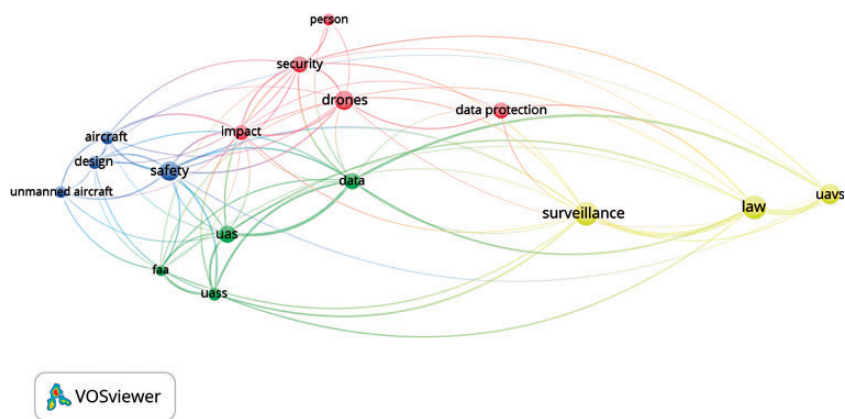 person
security
drones
data protection
impact
aircraft
design
safety
unmanned aircraft
data
uavs
law
surveillance
uas
faa
uass
VOSviewer